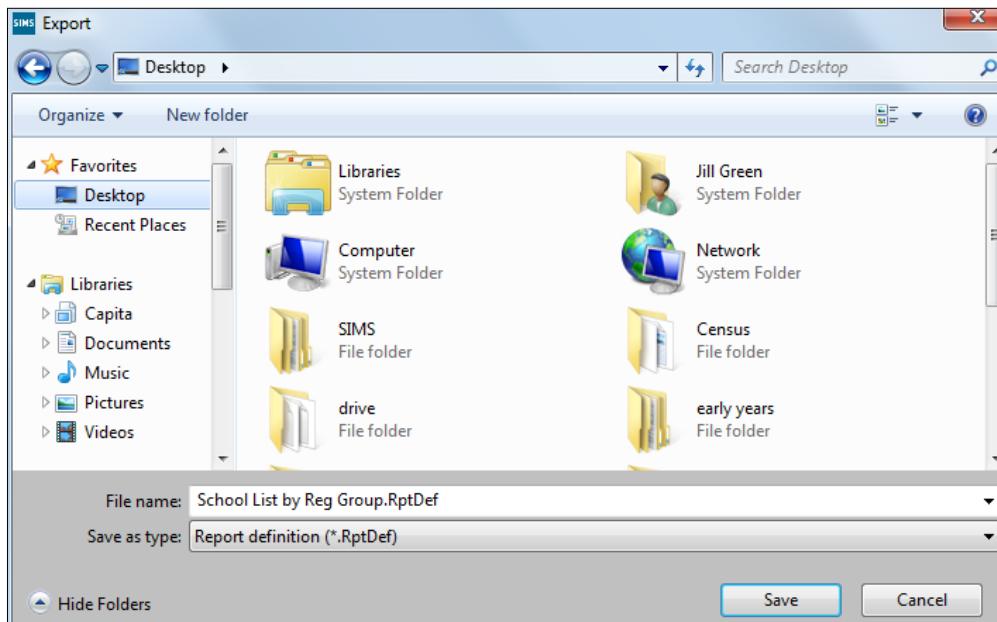 SIMS Export
Desktop
Search Desktop
Organize
New folder
Favorites
Desktop
Recent Places
Libraries
Capita
Documents
Music
Pictures
Videos
Libraries
System Folder
Jill Green
System Folder
Computer
System Folder
Network
System Folder
SIMS
File folder
Census
File folder
drive
File folder
early years
File folder
File name: School List by Reg Group.RptDef
Save as type: Report definition (*.RptDef)
Hide Folders
Save
Cancel